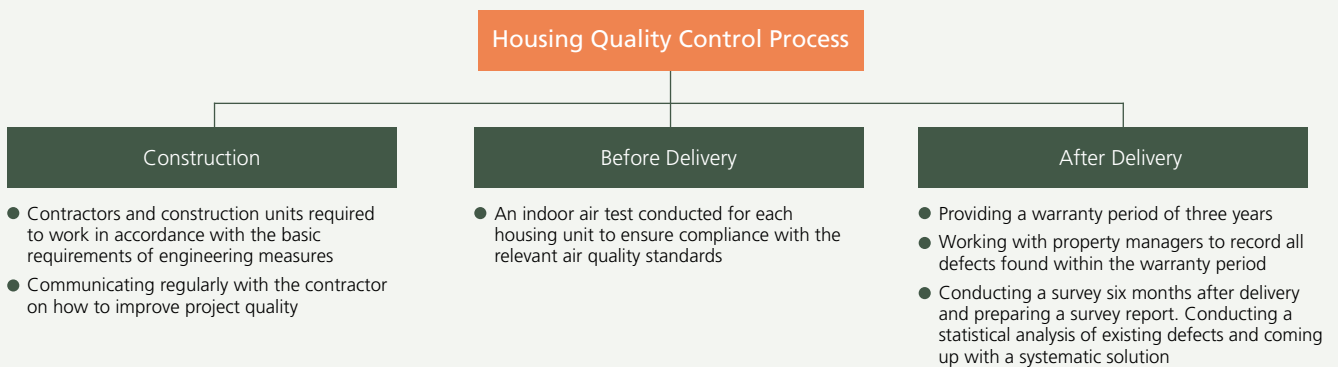 Housing Quality Control Process
Construction
Contractors and construction units required
to work in accordance with the basic
requirements of engineering measures
Communicating regularly with the contractor
on how to improve project quality
Before Delivery
An indoor air test conducted for each
housing unit to ensure compliance with the
relevant air quality standards
After Delivery
Providing a warranty period of three years
Working with property managers to record all
defects found within the warranty period
Conducting a survey six months after delivery
and preparing a survey report. Conducting a
statistical analysis of existing defects and coming
up with a systematic solution